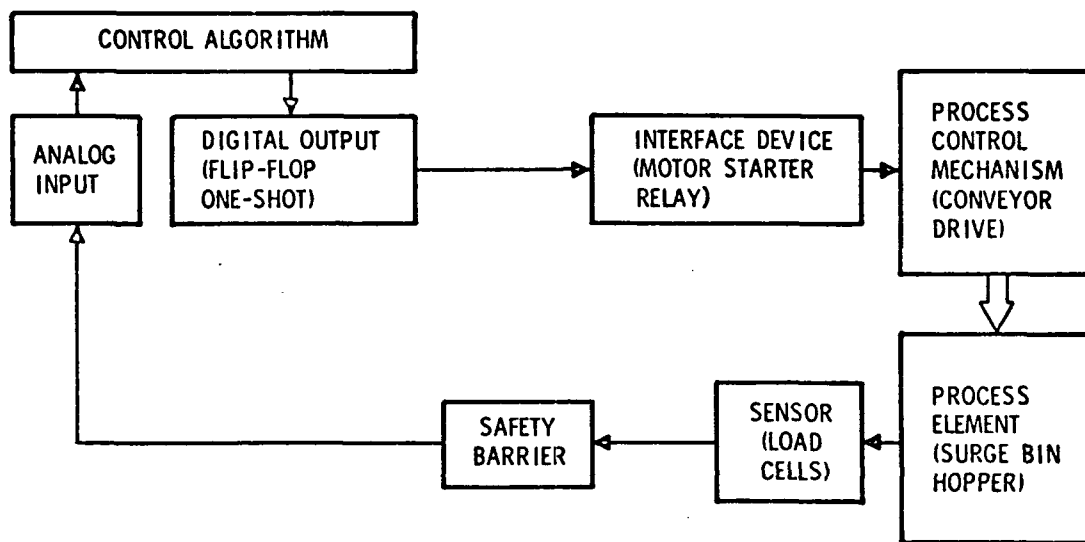 CONTROL ALGORITHM
ANALOG
INPUT
DIGITAL OUTPUT
(FLIP-FLOP
ONE-SHOT)
INTERFACE DEVICE
(MOTOR STARTER
RELAY)
PROCESS
CONTROL
MECHANISM
(CONVEYOR
DRIVE)
SAFETY
BARRIER
SENSOR
(LOAD
CELLS)
PROCESS
ELEMENT
(SURGE BIN
HOPPER)